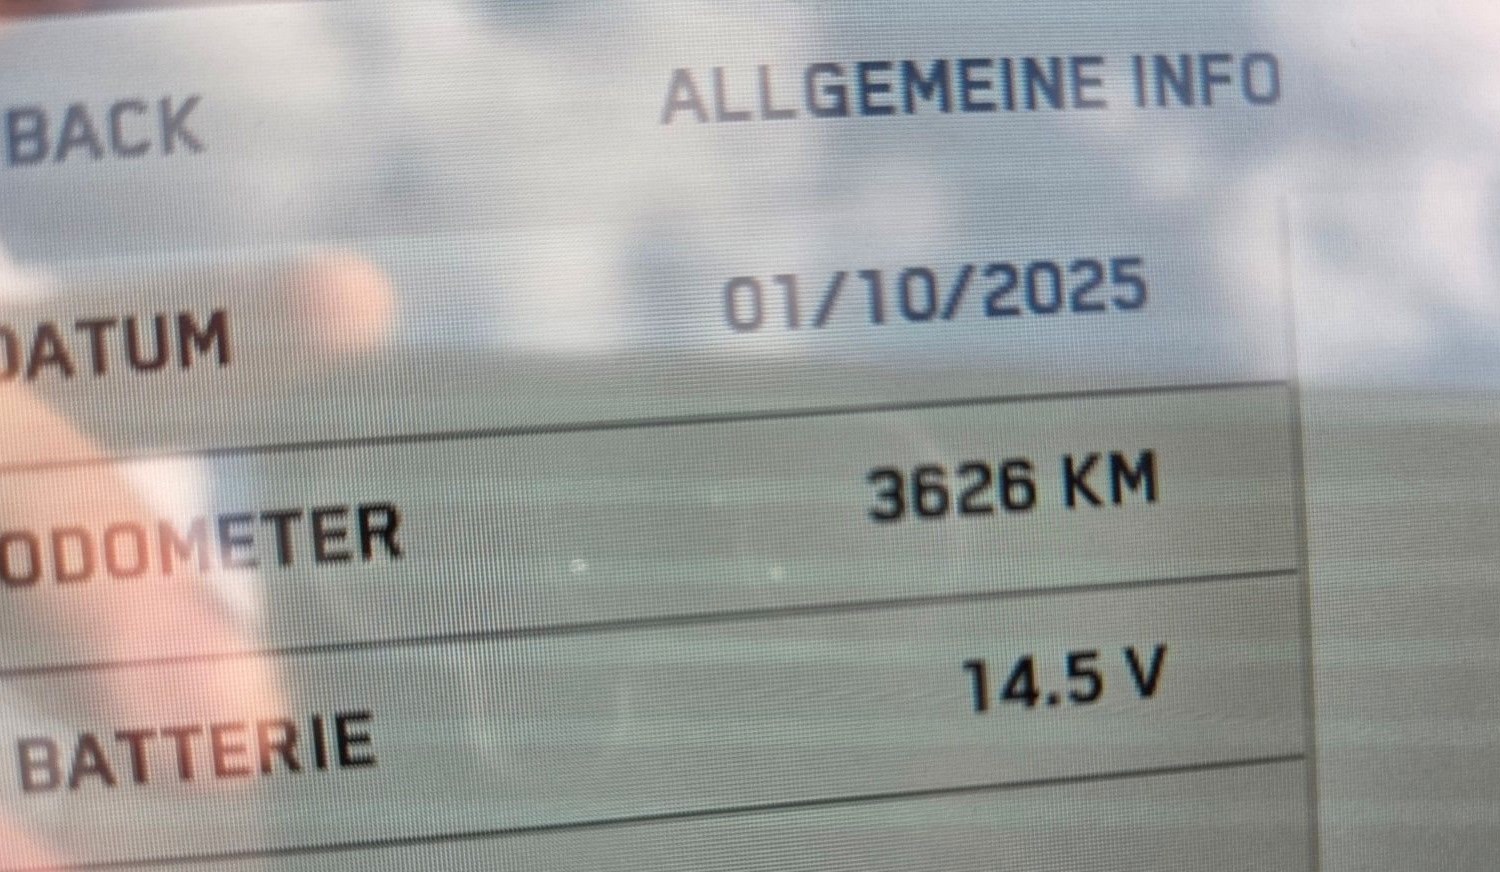 BACK
ALLGEMEINE INFO
DATUM 01/10/2025
ODOMETER 3626 KM
BATTERIE 14.5 V